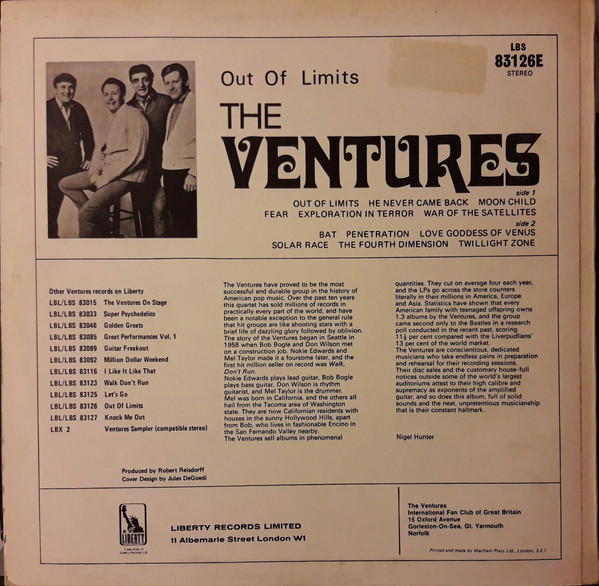 LBS
83126E
STEREO
Out Of Limits
THE
VENTURES
side 1
OUT OF LIMITS HE NEVER CAME BACK MOON CHILD
FEAR EXPLORATION IN TERROR WAR OF THE SATELLITES
side 2
BAT PENETRATION LOVE GODDESS OF VENUS
SOLAR RACE THE FOURTH DIMENSION TWILLIGHT ZONE
Other Ventures records on Liberty
LBL/LBS 83015 The Ventures On Stage
LBL/LBS 83033 Super Psychedelics
LBL/LBS 83046 Golden Greats
LBL/LBS 83085 Great Performances Vol. 1
LBL/LBS 83089 Guitar Freakout
LBL/LBS 83092 Million Dollar Weekend
LBL/LBS 83116 I Like It Like That
LBL/LBS 83123 Walk Don't Run
LBL/LBS 83125 Let's Go
LBL/LBS 83126 Out Of Limits
LBL/LBS 83127 Knock Me Out
LBX 2 Ventures Sampler (compatible stereo)
Produced by Robert Reisdorff
Cover Design by Jules DeGoedi
The Ventures have proved to be the most
successful and durable group in the history of
American pop music. Over the past ten years
this quartet has sold millions of records in
practically every part of the world, and have
been a notable exception to the general rule
that hit groups are like shooting stars with a
brief life of dazzling glory followed by oblivion.
The story of the Ventures began in Seattle in
1958 when Bob Bogle and Don Wilson met
on a construction job. Nokie Edwards and
Mel Taylor made it a foursome later, and the
first hit million seller on record was Walk,
Don't Run.
Nokie Edwards plays lead guitar, Bob Bogle
plays bass guitar, Don Wilson is rhythm
guitarist, and Mel Taylor is the drummer.
Mel was born in California, and the others all
hail from the Tacoma area of Washington
state. They are now Californian residents with
houses in the sunny Hollywood Hills, apart
from Bob, who lives in fashionable Encino in
the San Fernando Valley nearby.
The Ventures sell albums in phenomenal
quantities. They cut on average four each year,
and the LPs go across the store counters
literally in their millions in America, Europe
and Asia. Statistics have shown that every
American family with teenaged offspring owns
1.3 albums by the Ventures, and the group
came second only to the Beatles in a research
poll conducted in the recent past, scoring
11½ per cent compared with the Liverpudlians'
13 per cent of the world market.
The Ventures are conscientious, dedicated
musicians who take endless pains in preparation
and rehearsal for their recording sessions.
Their disc sales and the customary house-full
notices outside some of the world's largest
auditoriums attest to their high calibre and
supremacy as exponents of the amplified
guitar, and so does this album, full of solid
sounds and the neat, unpretentious musicianship
that is their constant hallmark.
Nigel Hunter
LIBERTY
Trade Mark of
Liberty Records Ltd
LIBERTY RECORDS LIMITED
11 Albemarle Street London W1
The Ventures
International Fan Club of Great Britain
15 Oxford Avenue
Gorleston-On-Sea, Gt. Yarmouth
Norfolk
Printed and made by MacNeill Press Ltd., London, S.E.1